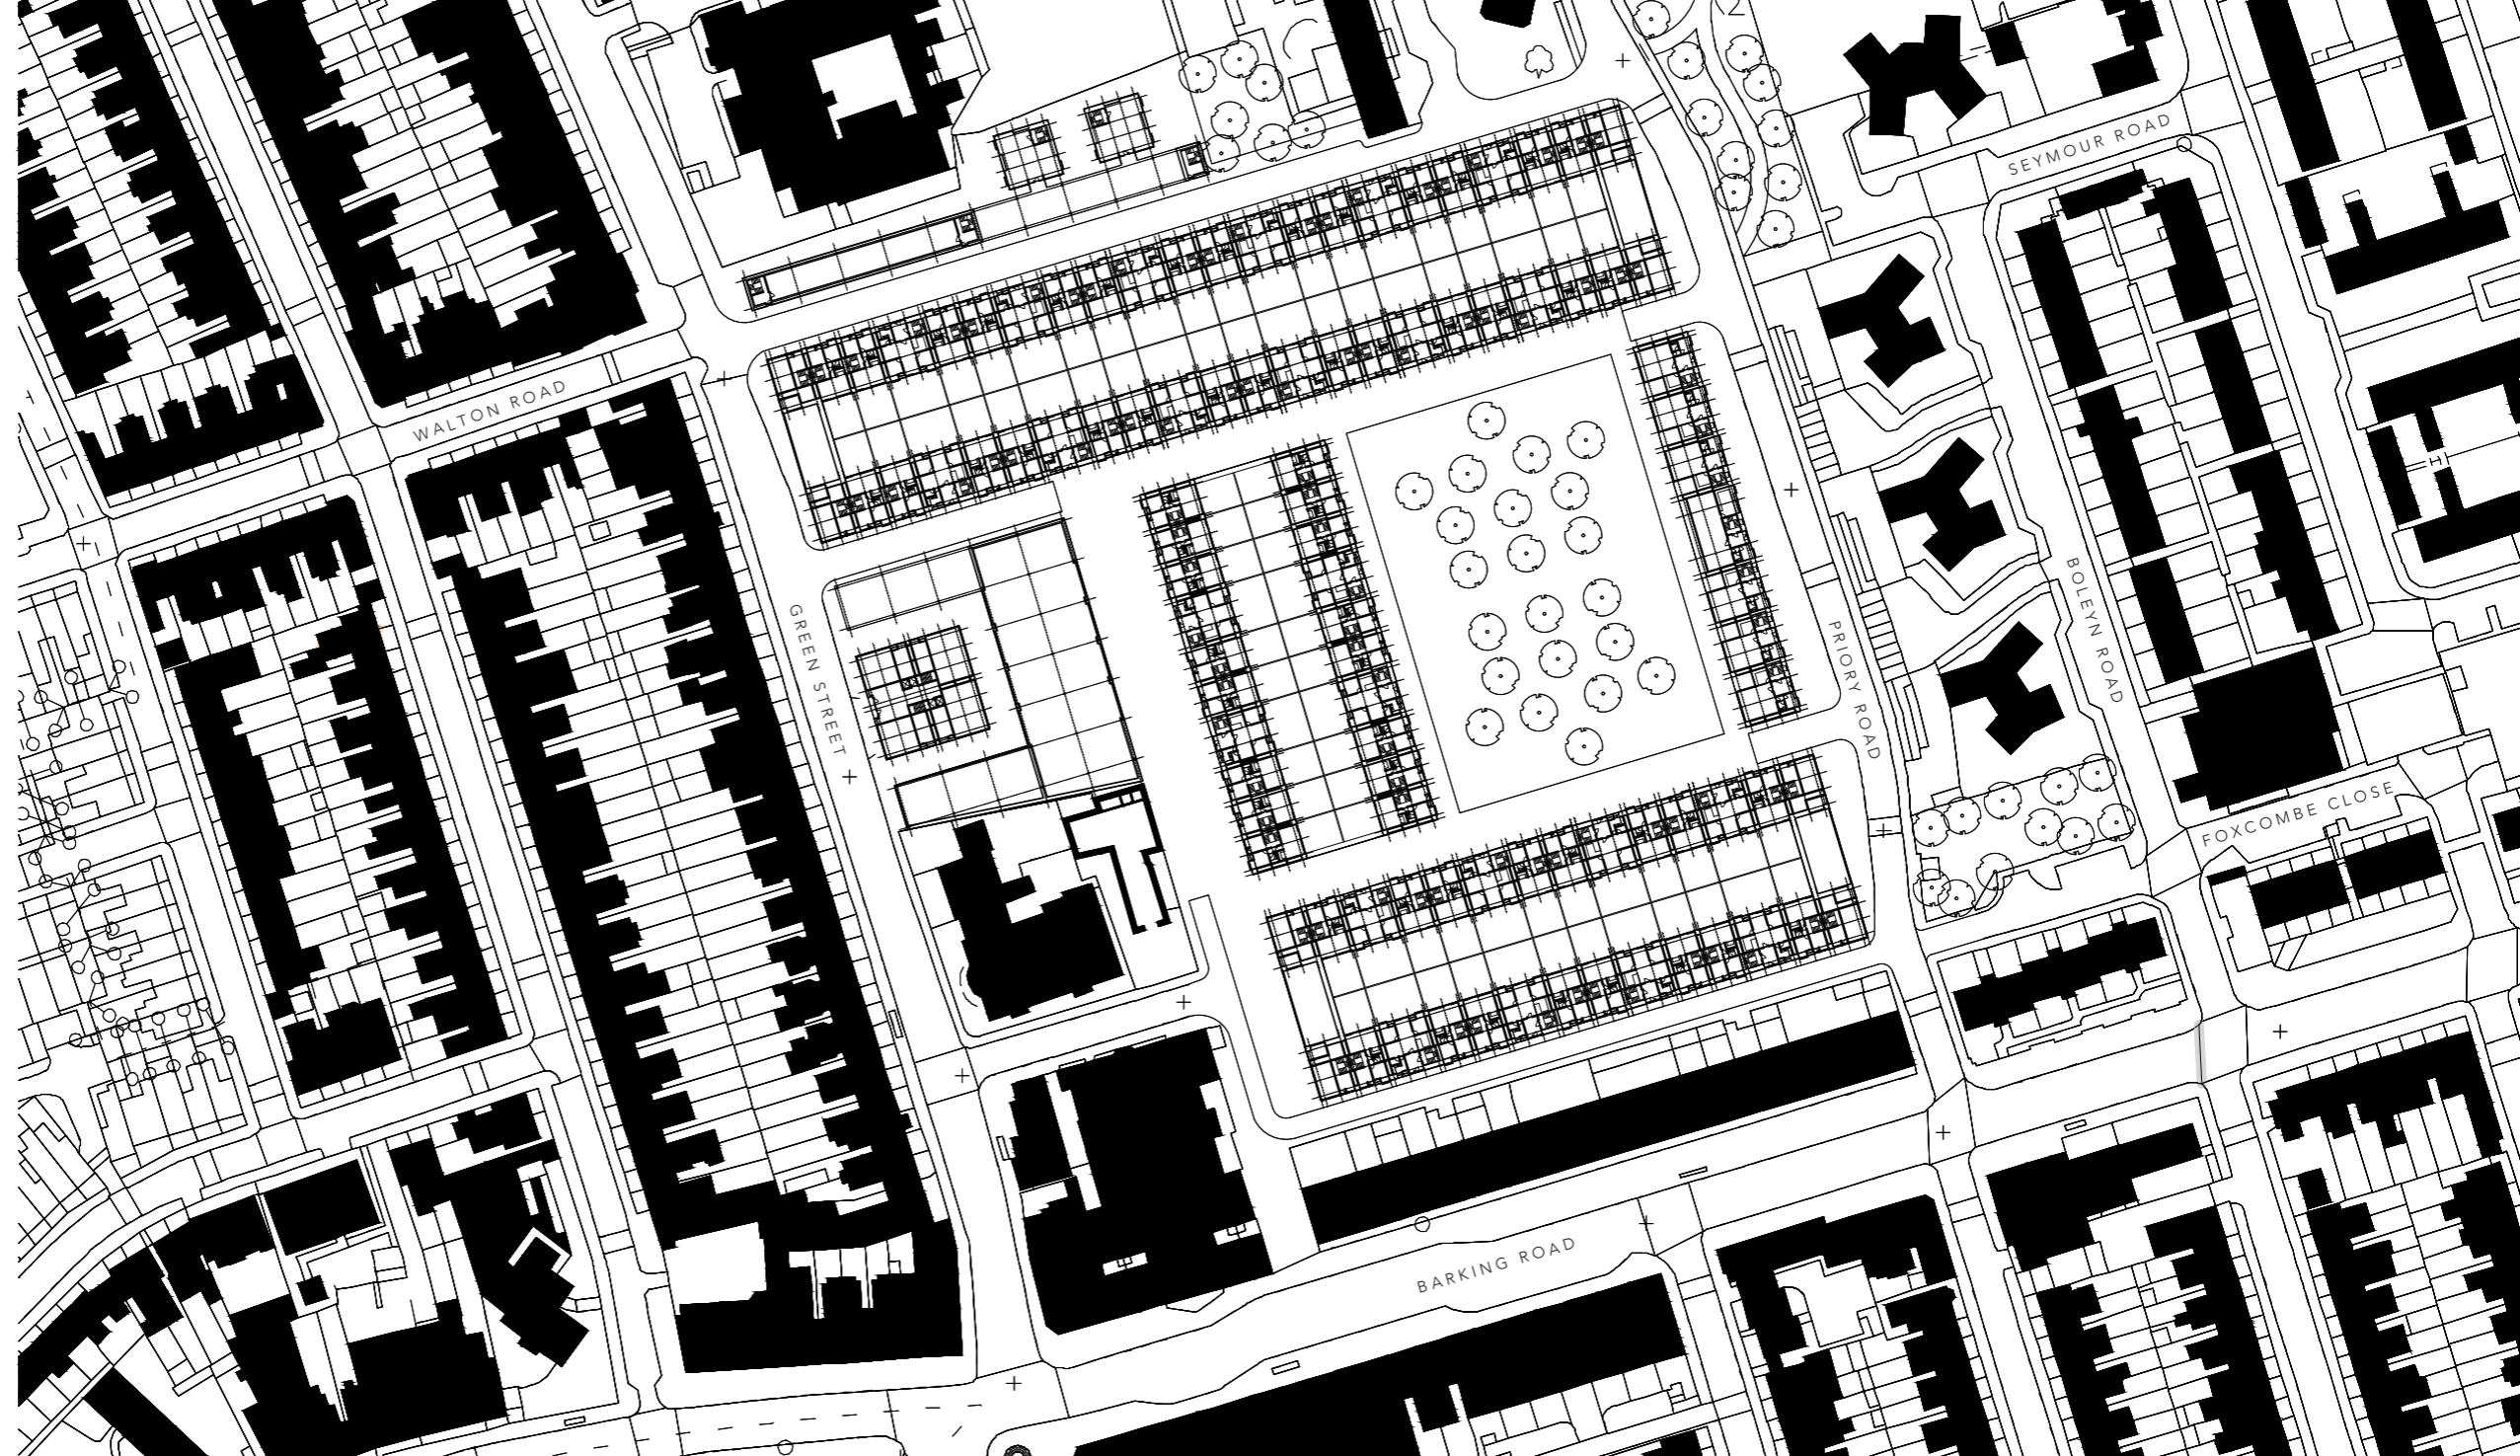 SEYMOUR ROAD
WALTON ROAD
GREEN STREET
PRIORY ROAD
BOLEYN ROAD
FOXCOMBE CLOSE
BARKING ROAD